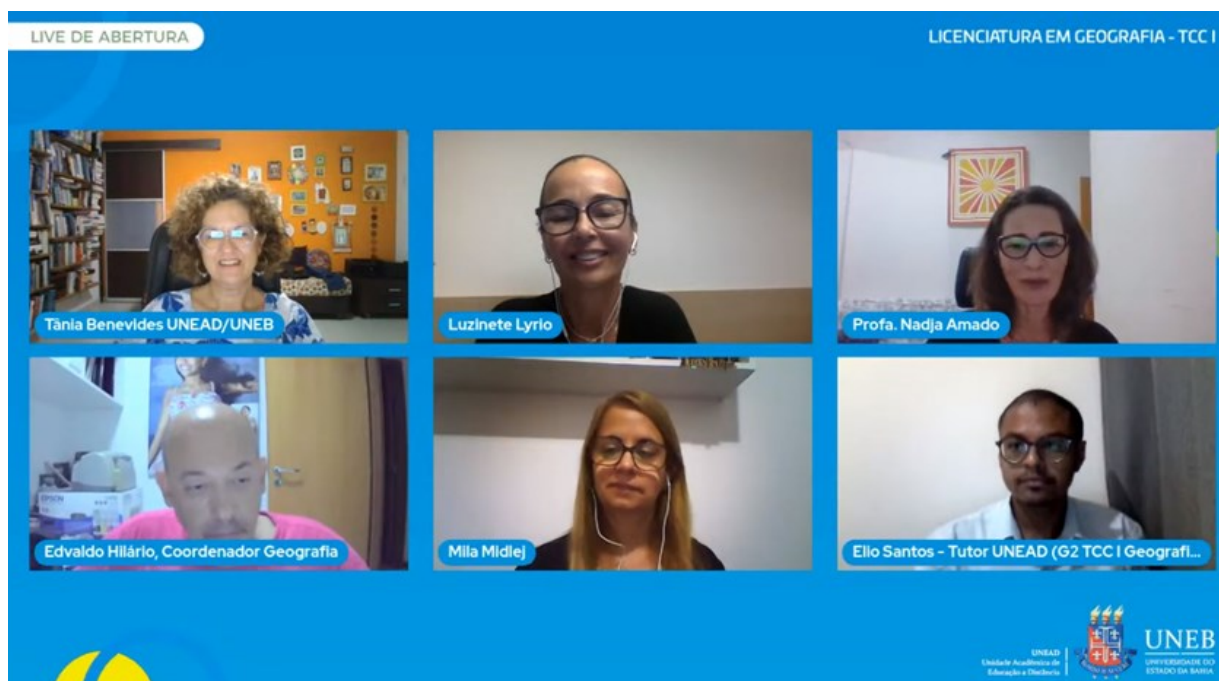 LIVE DE ABERTURA
LICENCIATURA EM GEOGRAFIA - TCC I
Tânia Benevides UNEAD/UNEB
Luzinete Lyrio
Profa. Nadja Amado
EPSON
Edvaldo Hilário, Coordenador Geografia
Mila Midlej
Elio Santos - Tutor UNEAD (G2 TCC I Geografi...
UNEAD
Unidade Acadêmica de
Educação a Distância
UNEB
UNIVERSIDADE DO
ESTADO DA BAHIA